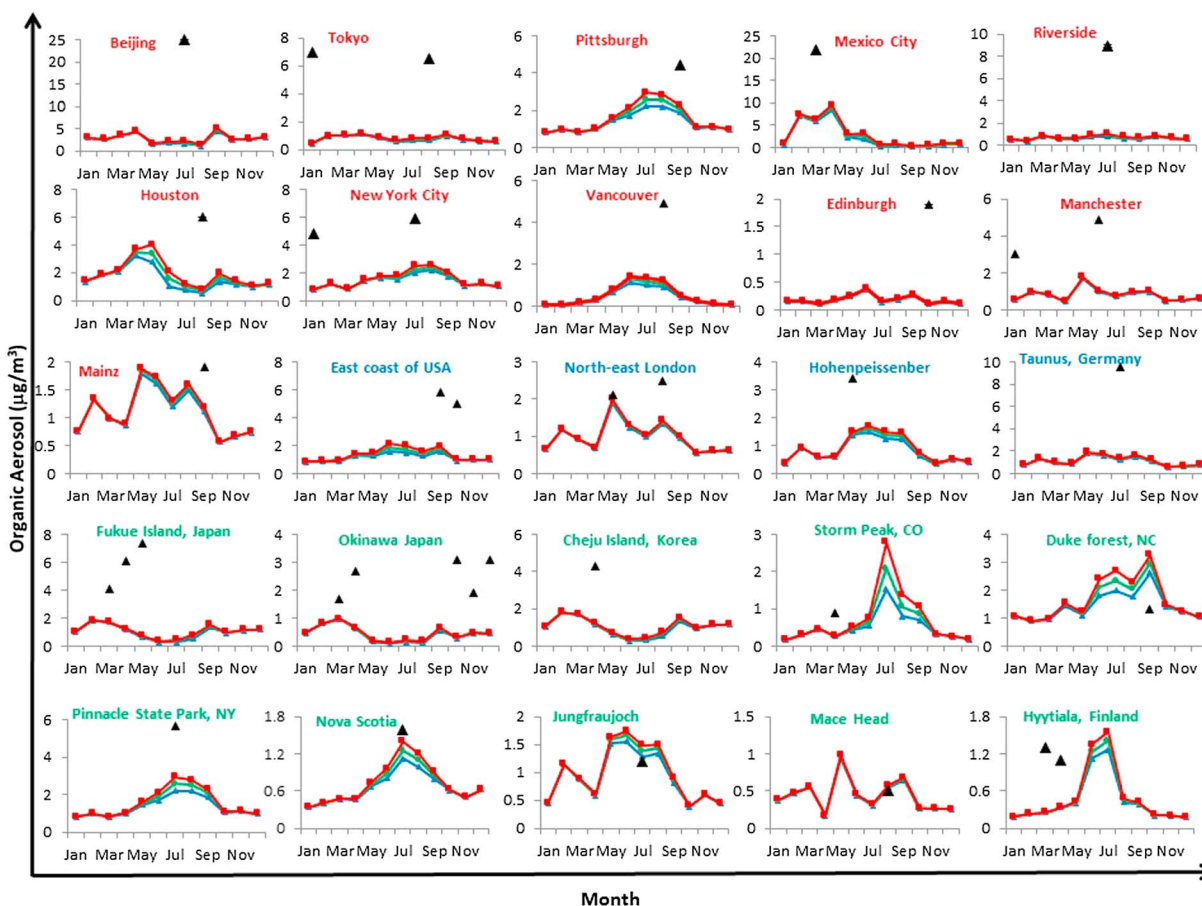 Beijing
25
20
15
10
5
0
Jan Mar May Jul Sep Nov
Tokyo
8
6
4
2
0
Jan Mar May Jul Sep Nov
Pittsburgh
6
4
2
0
Jan Mar May Jul Sep Nov
Mexico City
25
20
15
10
5
0
Jan Mar May Jul Sep Nov
Riverside
10
8
6
4
2
0
Jan Mar May Jul Sep Nov
Houston
8
6
4
2
0
Jan Mar May Jul Sep Nov
New York City
8
6
4
2
0
Jan Mar May Jul Sep Nov
Vancouver
6
4
2
0
Jan Mar May Jul Sep Nov
Edinburgh
2
1.5
1
0.5
0
Jan Mar May Jul Sep Nov
Manchester
6
4
2
0
Jan Mar May Jul Sep Nov
Mainz
2
1.5
1
0.5
0
Jan Mar May Jul Sep Nov
East coast of USA
8
6
4
2
0
Jan Mar May Jul Sep Nov
North-east London
3
2
1
0
Jan Mar May Jul Sep Nov
Hohenpeissenber
4
3
2
1
0
Jan Mar May Jul Sep Nov
Taunus, Germany
10
8
6
4
2
0
Jan Mar May Jul Sep Nov
Fukue Island, Japan
8
6
4
2
0
Jan Mar May Jul Sep Nov
Okinawa Japan
4
3
2
1
0
Jan Mar May Jul Sep Nov
Cheju Island, Korea
6
4
2
0
Jan Mar May Jul Sep Nov
Storm Peak, CO
3
2
1
0
Jan Mar May Jul Sep Nov
Duke forest, NC
4
3
2
1
0
Jan Mar May Jul Sep Nov
Pinnacle State Park, NY
6
4
2
0
Jan Mar May Jul Sep Nov
Nova Scotia
1.8
1.2
0.6
0
Jan Mar May Jul Sep Nov
Jungfraujoch
2
1.5
1
0.5
0
Jan Mar May Jul Sep Nov
Mace Head
1.5
1
0.5
0
Jan Mar May Jul Sep Nov
Hyytiala, Finland
1.8
1.2
0.6
0
Jan Mar May Jul Sep Nov
Organic Aerosol (µg/m³)
Month